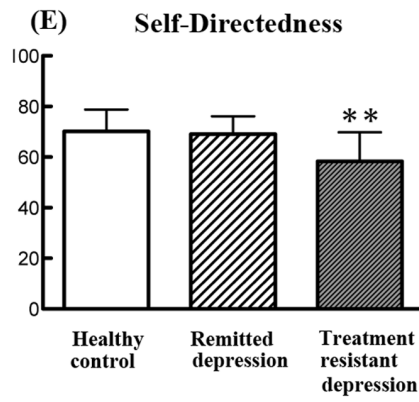 (E) Self-Directedness
100
80
60
40
20
0
**
Healthy control
Remitted depression
Treatment resistant depression